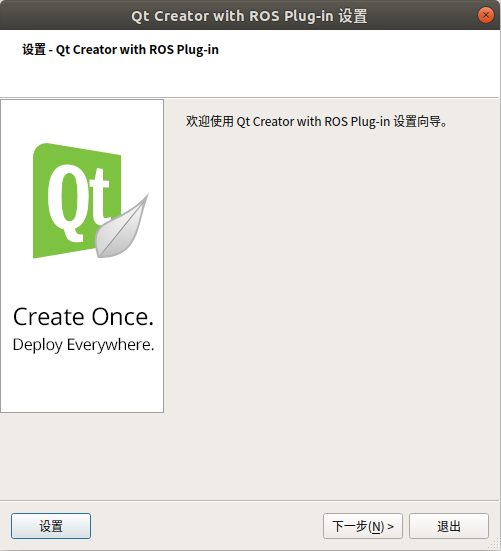 Qt Creator with ROS Plug-in 设置
设置 - Qt Creator with ROS Plug-in
欢迎使用 Qt Creator with ROS Plug-in 设置向导。
Qt
Create Once.
Deploy Everywhere.
设置
下一步(N) >
退出